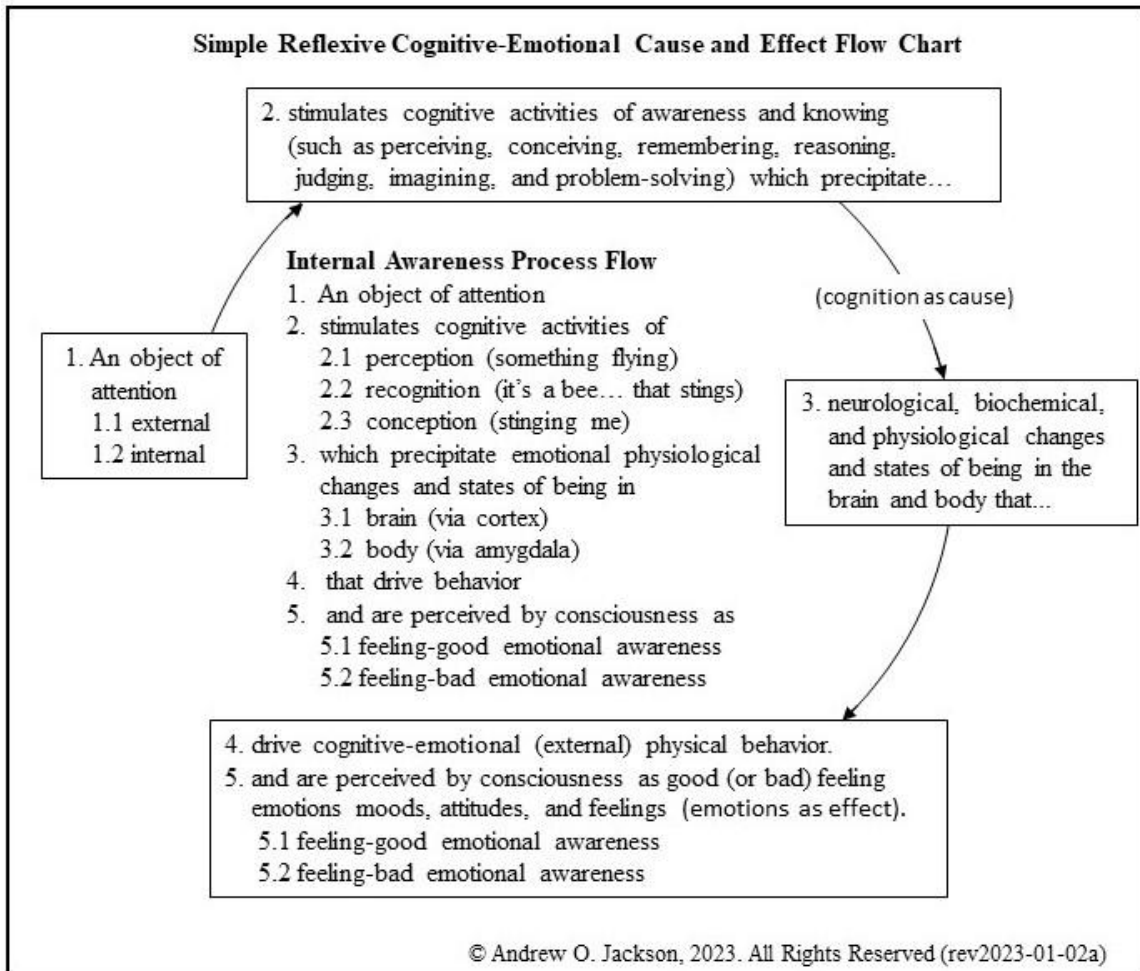 Simple Reflexive Cognitive-Emotional Cause and Effect Flow Chart
2. stimulates cognitive activities of awareness and knowing
(such as perceiving, conceiving, remembering, reasoning,
judging, imagining, and problem-solving) which precipitate…
(cognition as cause)
1. An object of
attention
1.1 external
1.2 internal
Internal Awareness Process Flow
1. An object of attention
2. stimulates cognitive activities of
2.1 perception (something flying)
2.2 recognition (it’s a bee… that stings)
2.3 conception (stinging me)
3. which precipitate emotional physiological
changes and states of being in
3.1 brain (via cortex)
3.2 body (via amygdala)
4. that drive behavior
5. and are perceived by consciousness as
5.1 feeling-good emotional awareness
5.2 feeling-bad emotional awareness
3. neurological, biochemical,
and physiological changes
and states of being in the
brain and body that...
4. drive cognitive-emotional (external) physical behavior.
5. and are perceived by consciousness as good (or bad) feeling
emotions moods, attitudes, and feelings (emotions as effect).
5.1 feeling-good emotional awareness
5.2 feeling-bad emotional awareness
© Andrew O. Jackson, 2023. All Rights Reserved (rev2023-01-02a)